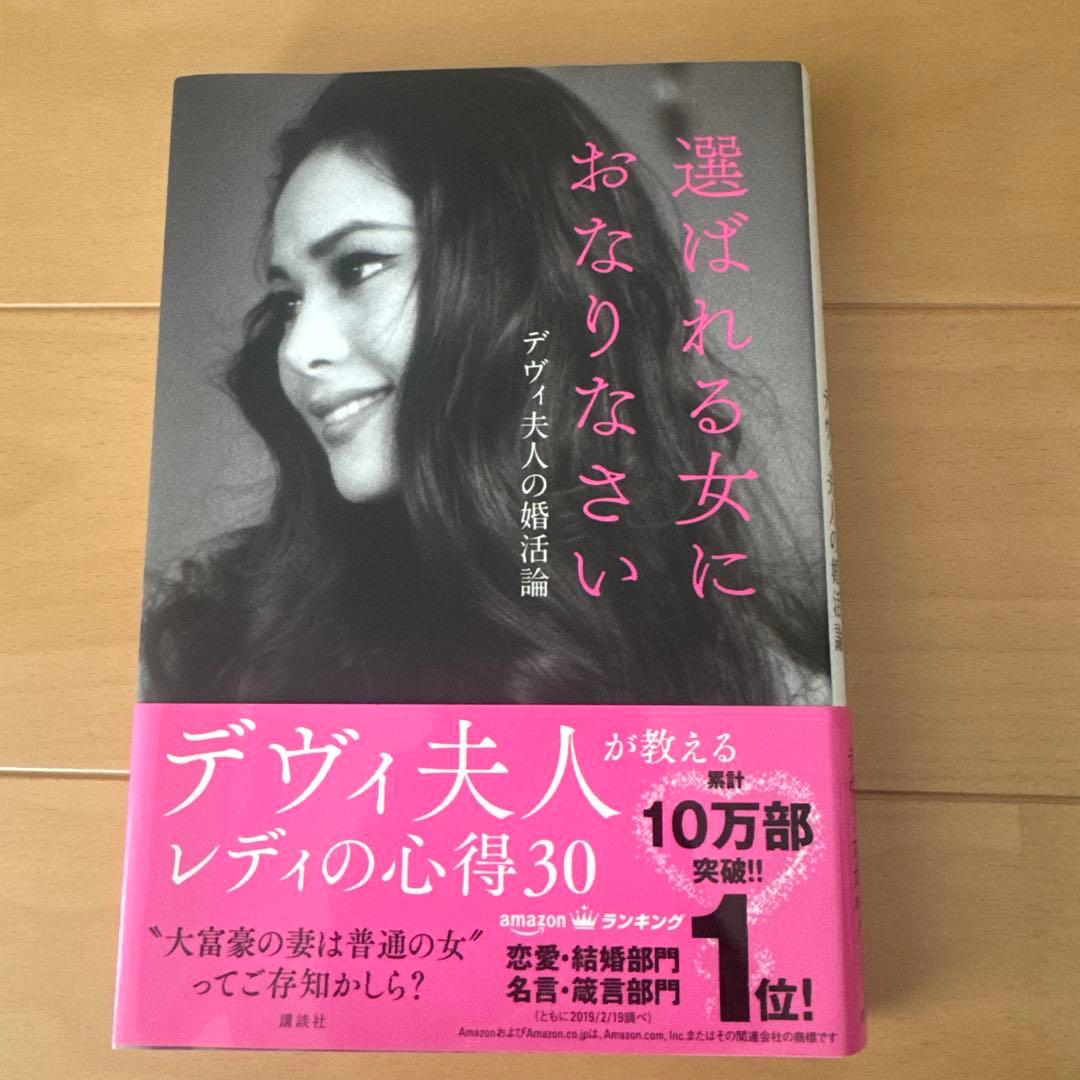 選ばれる女に
おなりなさい
デヴィ夫人の婚活論
デヴィ夫人が教える
レディの心得30
累計
10万部
突破!!
"大富豪の妻は普通の女"
ってご存知かしら?
講談社
amazon ランキング
恋愛・結婚部門
名言・箴言部門
1位!
(ともに2019/2/19調べ)
AmazonおよびAmazon.co.jpは、Amazon.com, Inc.またはその関連会社の商標です